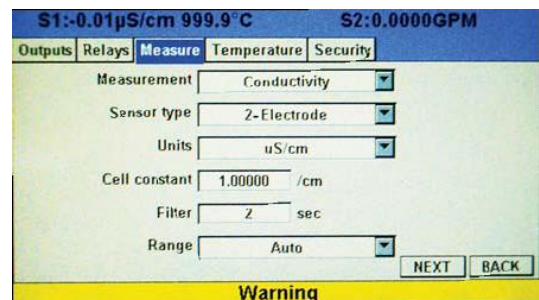 S1:-0.01µS/cm 999.9°C S2:0.0000GPM
Outputs Relays Measure Temperature Security
Measurement Conductivity
Sensor type 2-Electrode
Units uS/cm
Cell constant 1.00000 /cm
Filter 2 sec
Range Auto
NEXT BACK
Warning